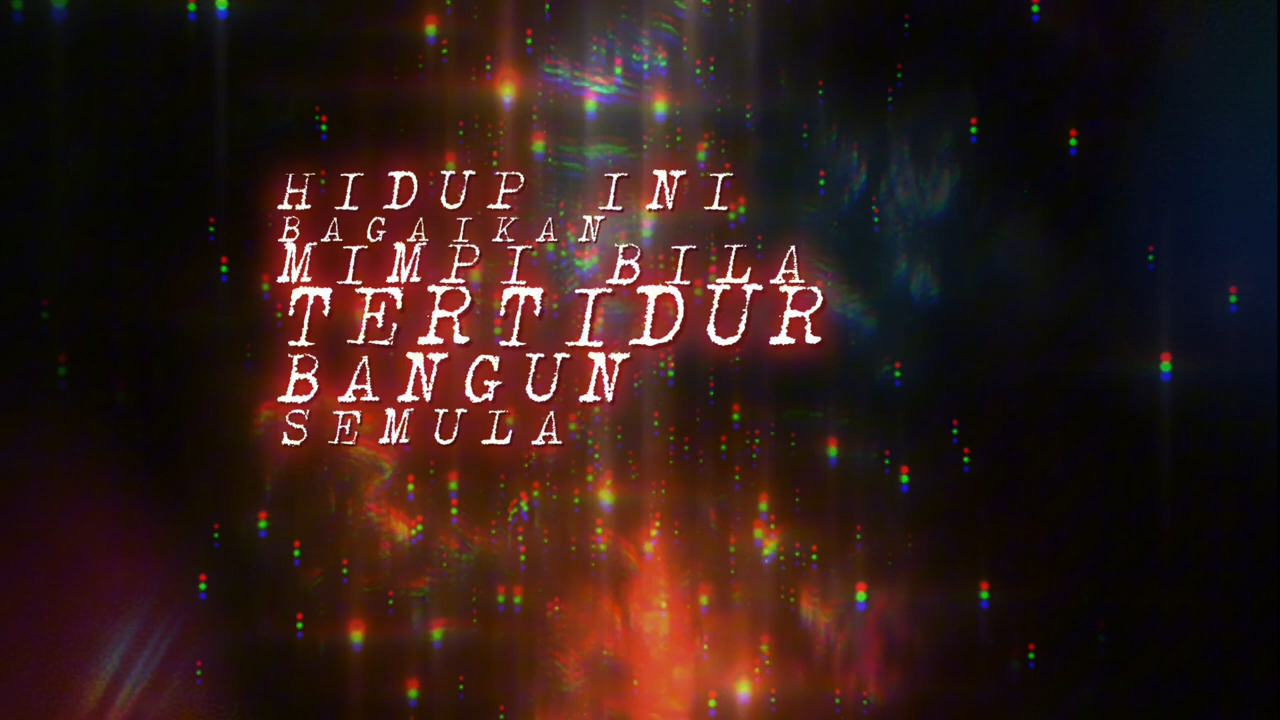 HIDUP INI
BAGAIKAN
MIMPI BILA
TERTIDUR
BANGUN
SEMULA